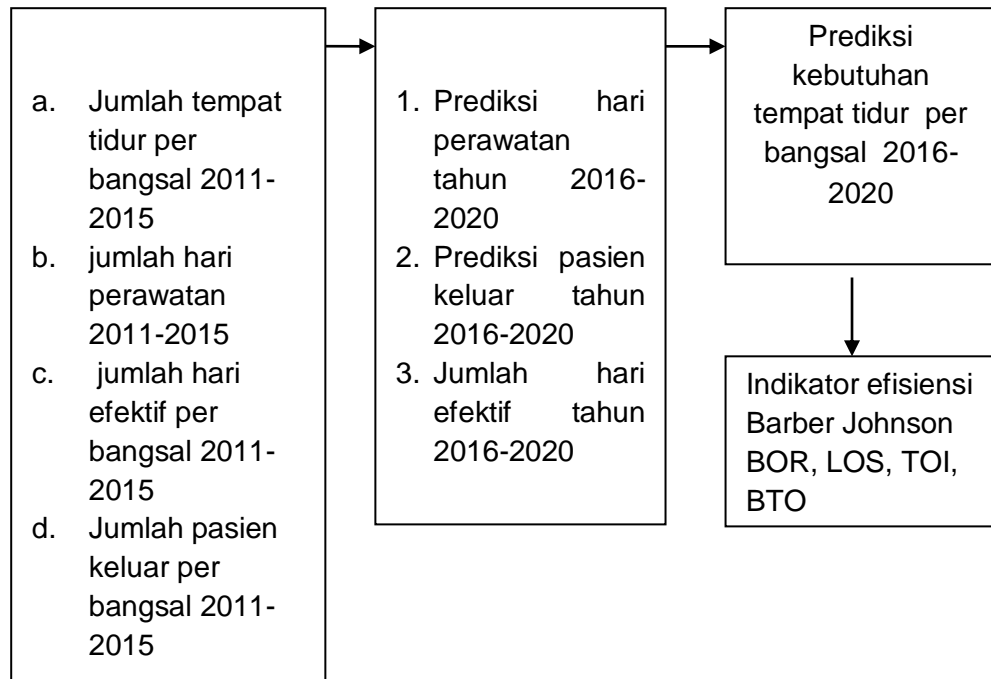 a. Jumlah tempat
tidur per
bangsal 2011-
2015
b. jumlah hari
perawatan
2011-2015
c. jumlah hari
efektif per
bangsal 2011-
2015
d. Jumlah pasien
keluar per
bangsal 2011-
2015
1. Prediksi hari
perawatan
tahun 2016-
2020
2. Prediksi pasien
keluar tahun
2016-2020
3. Jumlah hari
efektif tahun
2016-2020
Prediksi
kebutuhan
tempat tidur per
bangsal 2016-
2020
Indikator efisiensi
Barber Johnson
BOR, LOS, TOI,
BTO